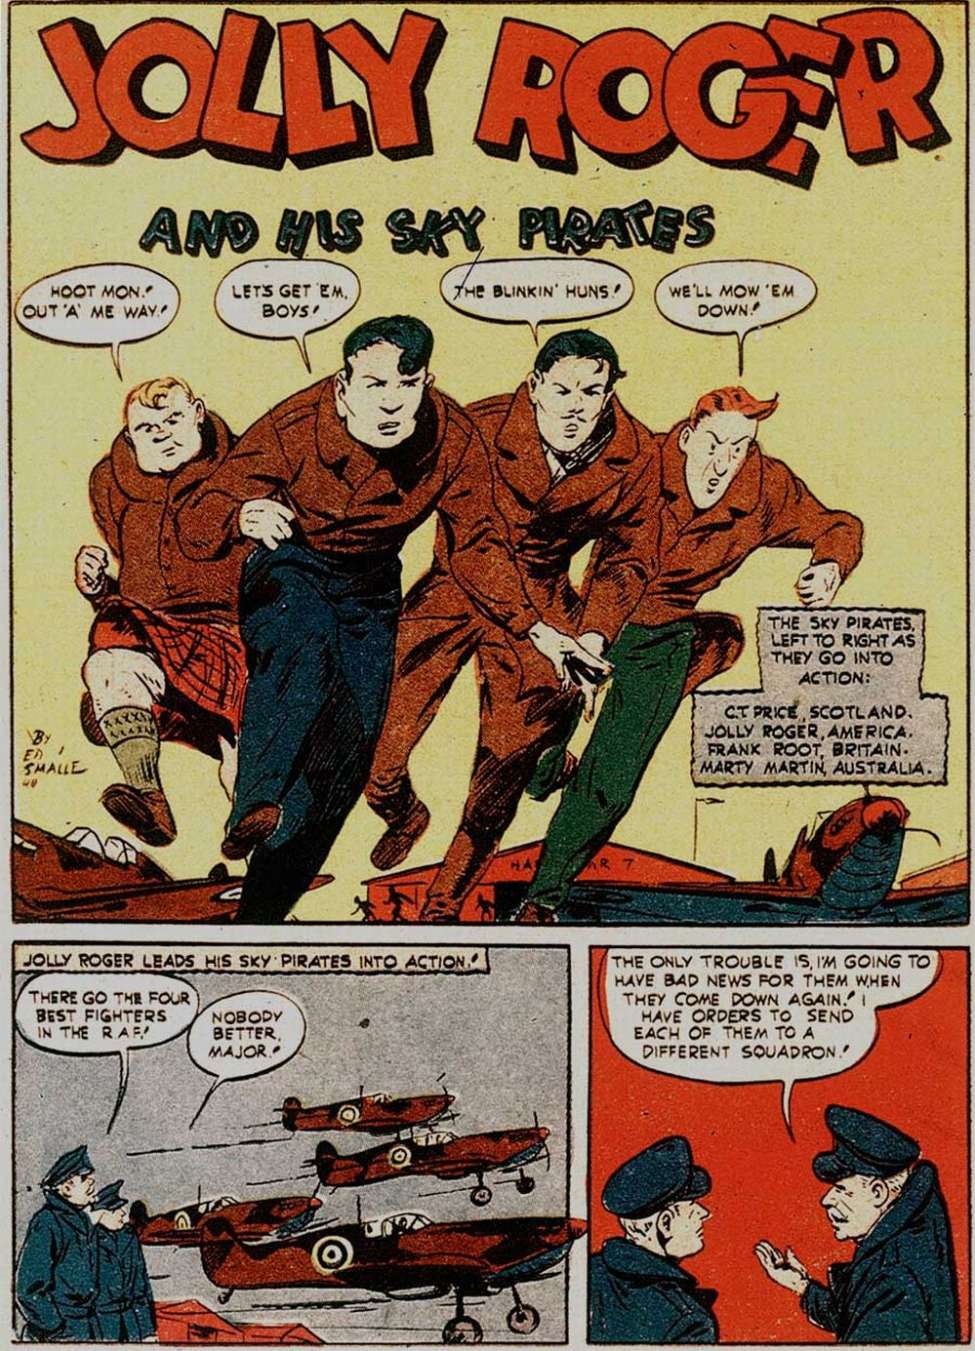 JOLLY ROGER
AND HIS SKY PIRATES
HOOT MON!
OUT 'A' ME WAY!
LET'S GET 'EM,
BOYS!
THE BLINKIN' HUNS!
WE'LL MOW 'EM
DOWN!
THE SKY PIRATES,
LEFT TO RIGHT AS
THEY GO INTO
ACTION:
C.T. PRICE, SCOTLAND.
JOLLY ROGER, AMERICA.
FRANK ROOT, BRITAIN.
MARTY MARTIN, AUSTRALIA.
BY
ED
SMALLE
JOLLY ROGER LEADS HIS SKY PIRATES INTO ACTION!
THERE GO THE FOUR
BEST FIGHTERS
IN THE R.A.F.!
NOBODY
BETTER,
MAJOR!
THE ONLY TROUBLE IS, I'M GOING TO
HAVE BAD NEWS FOR THEM WHEN
THEY COME DOWN AGAIN! I
HAVE ORDERS TO SEND
EACH OF THEM TO A
DIFFERENT SQUADRON!